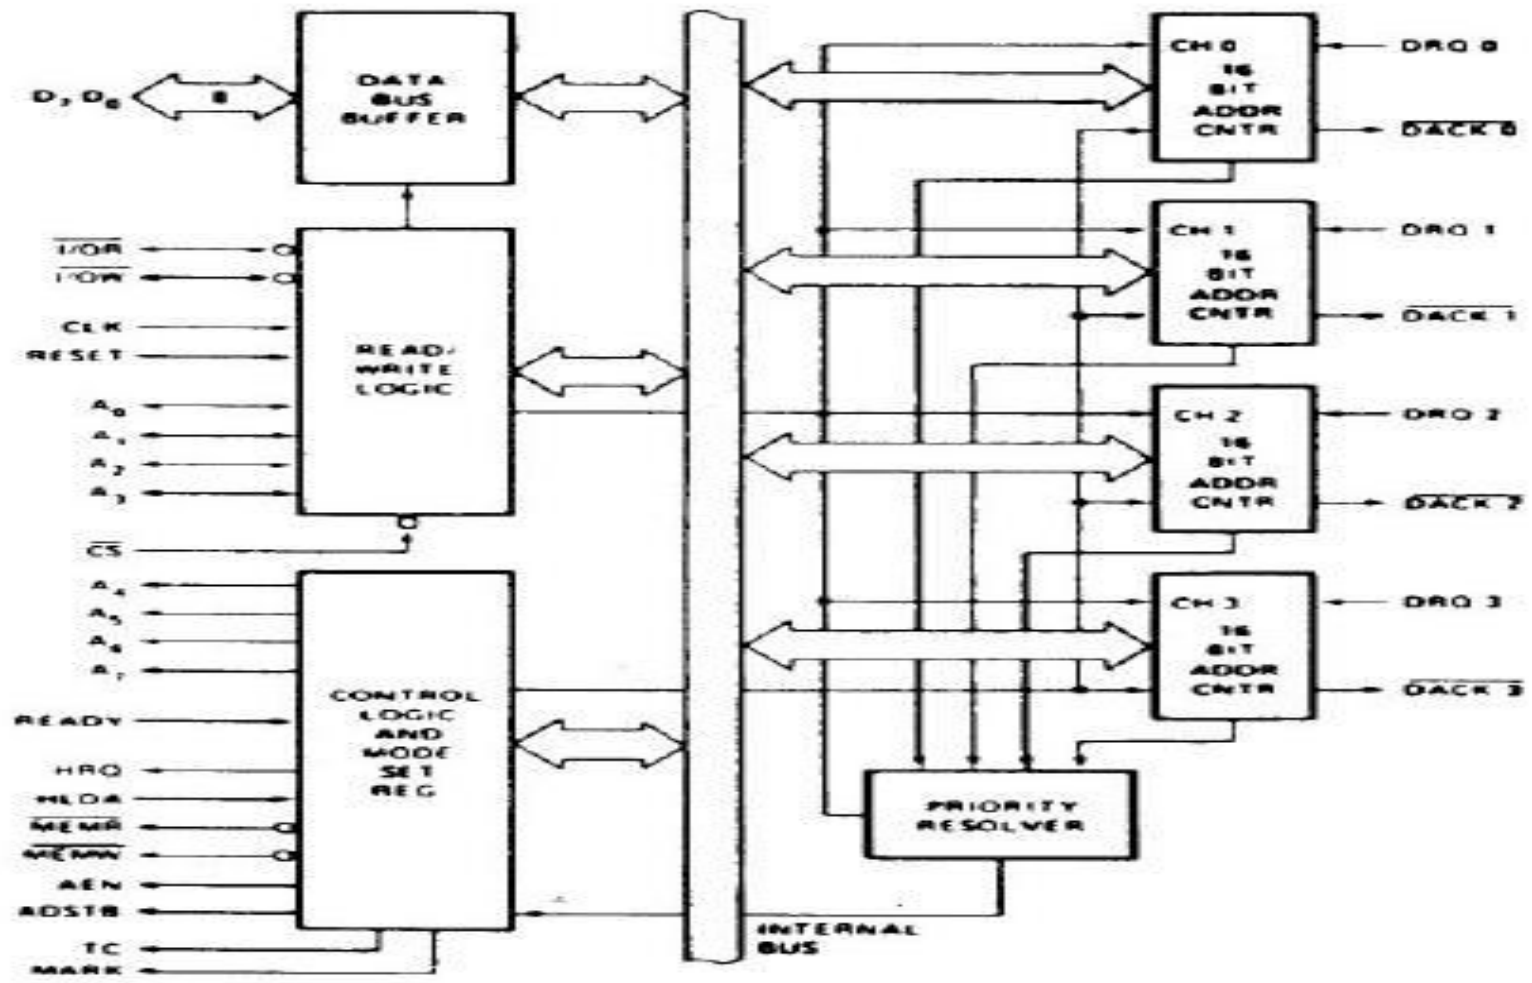 D7 D0
8
DATA
BUS
BUFFER
I/OR
I/OW
CLK
RESET
A0
A1
A2
A3
CS
READ/
WRITE
LOGIC
A4
A5
A6
A7
READY
HRQ
HLDA
MEMR
MEMW
AEN
ADSTB
TC
MARK
CONTROL
LOGIC
AND
MODE
SET
REG
INTERNAL
BUS
CH 0
16
BIT
ADDR
CNTR
DRQ 0
DACK 0
CH 1
16
BIT
ADDR
CNTR
DRQ 1
DACK 1
CH 2
16
BIT
ADDR
CNTR
DRQ 2
DACK 2
CH 3
16
BIT
ADDR
CNTR
DRQ 3
DACK 3
PRIORITY
RESOLVER